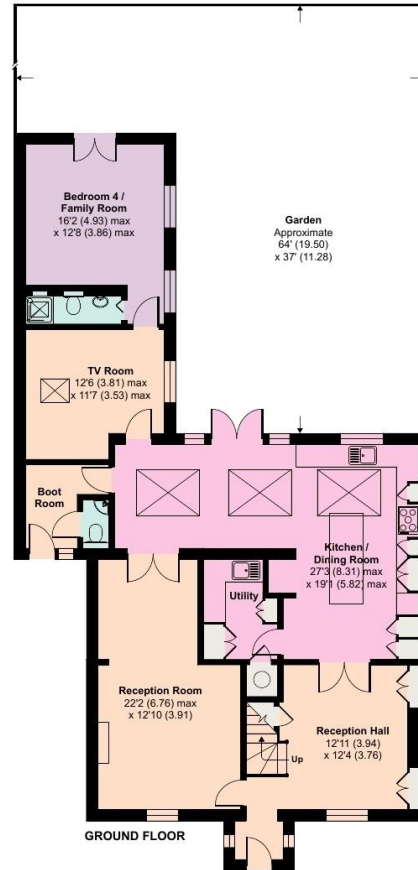 Bedroom 4 /
Family Room
16'2 (4.93) max
x 12'8 (3.86) max
Garden
Approximate
64' (19.50)
x 37' (11.28)
TV Room
12'6 (3.81) max
x 11'7 (3.53) max
Boot
Room
Kitchen /
Dining Room
27'3 (8.31) max
x 19'1 (5.82) max
Utility
Reception Room
22'2 (6.76) max
x 12'10 (3.91)
Reception Hall
12'11 (3.94)
x 12'4 (3.76)
Up
GROUND FLOOR